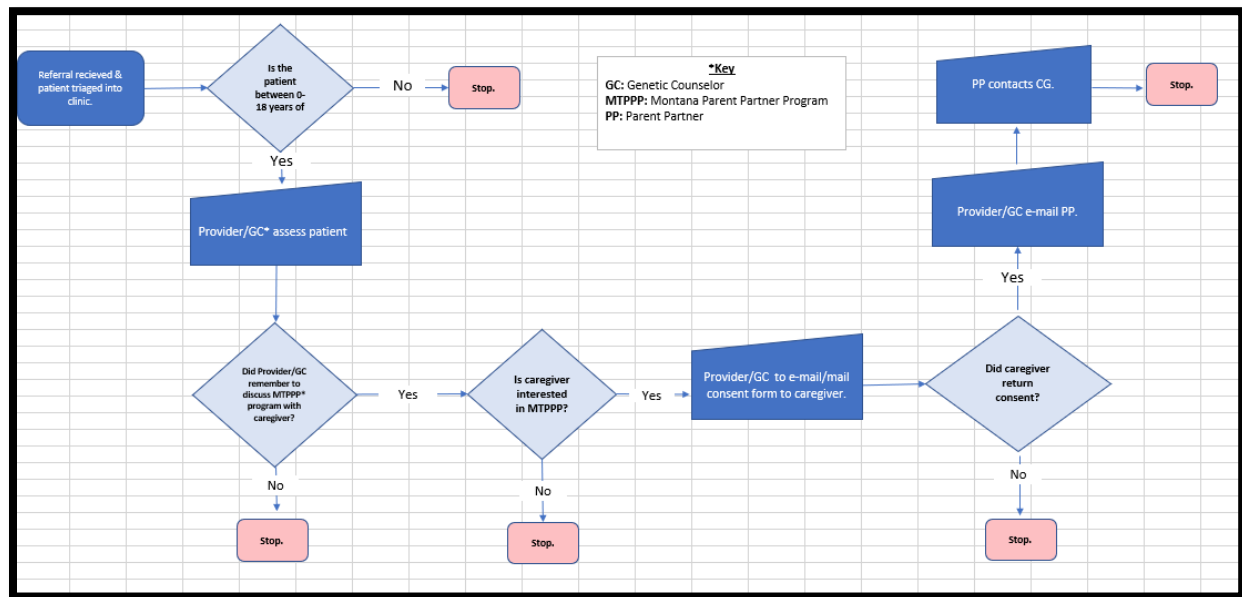 Referral recieved &
patient triaged into
clinic.
Is the
patient
between 0-
18 years of
No
Stop.
*Key
GC: Genetic Counselor
MTPPP: Montana Parent Partner Program
PP: Parent Partner
PP contacts CG.
Stop.
Yes
Provider/GC* assess patient
Provider/GC e-mail PP.
Yes
Did Provider/GC
remember to
discuss MTPPP*
program with
caregiver?
Yes
Is caregiver
interested
in MTPPP?
Yes
Provider/GC to e-mail/mail
consent form to caregiver.
Did caregiver
return
consent?
No
Stop.
No
Stop.
No
Stop.